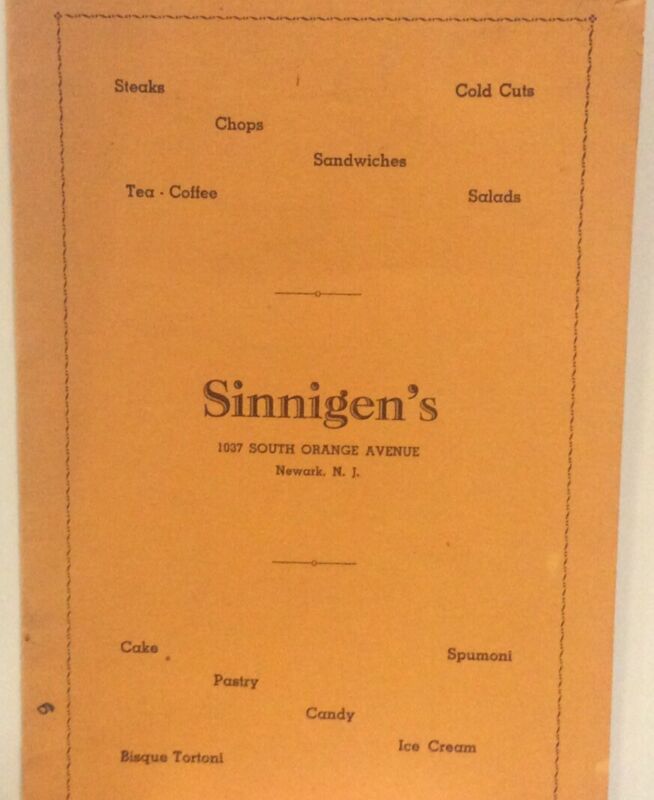 Steaks
Cold Cuts
Chops
Sandwiches
Tea - Coffee
Salads
Sinnigen's
1037 SOUTH ORANGE AVENUE
Newark, N. J.
Cake
Spumoni
Pastry
Candy
Ice Cream
Bisque Tortoni